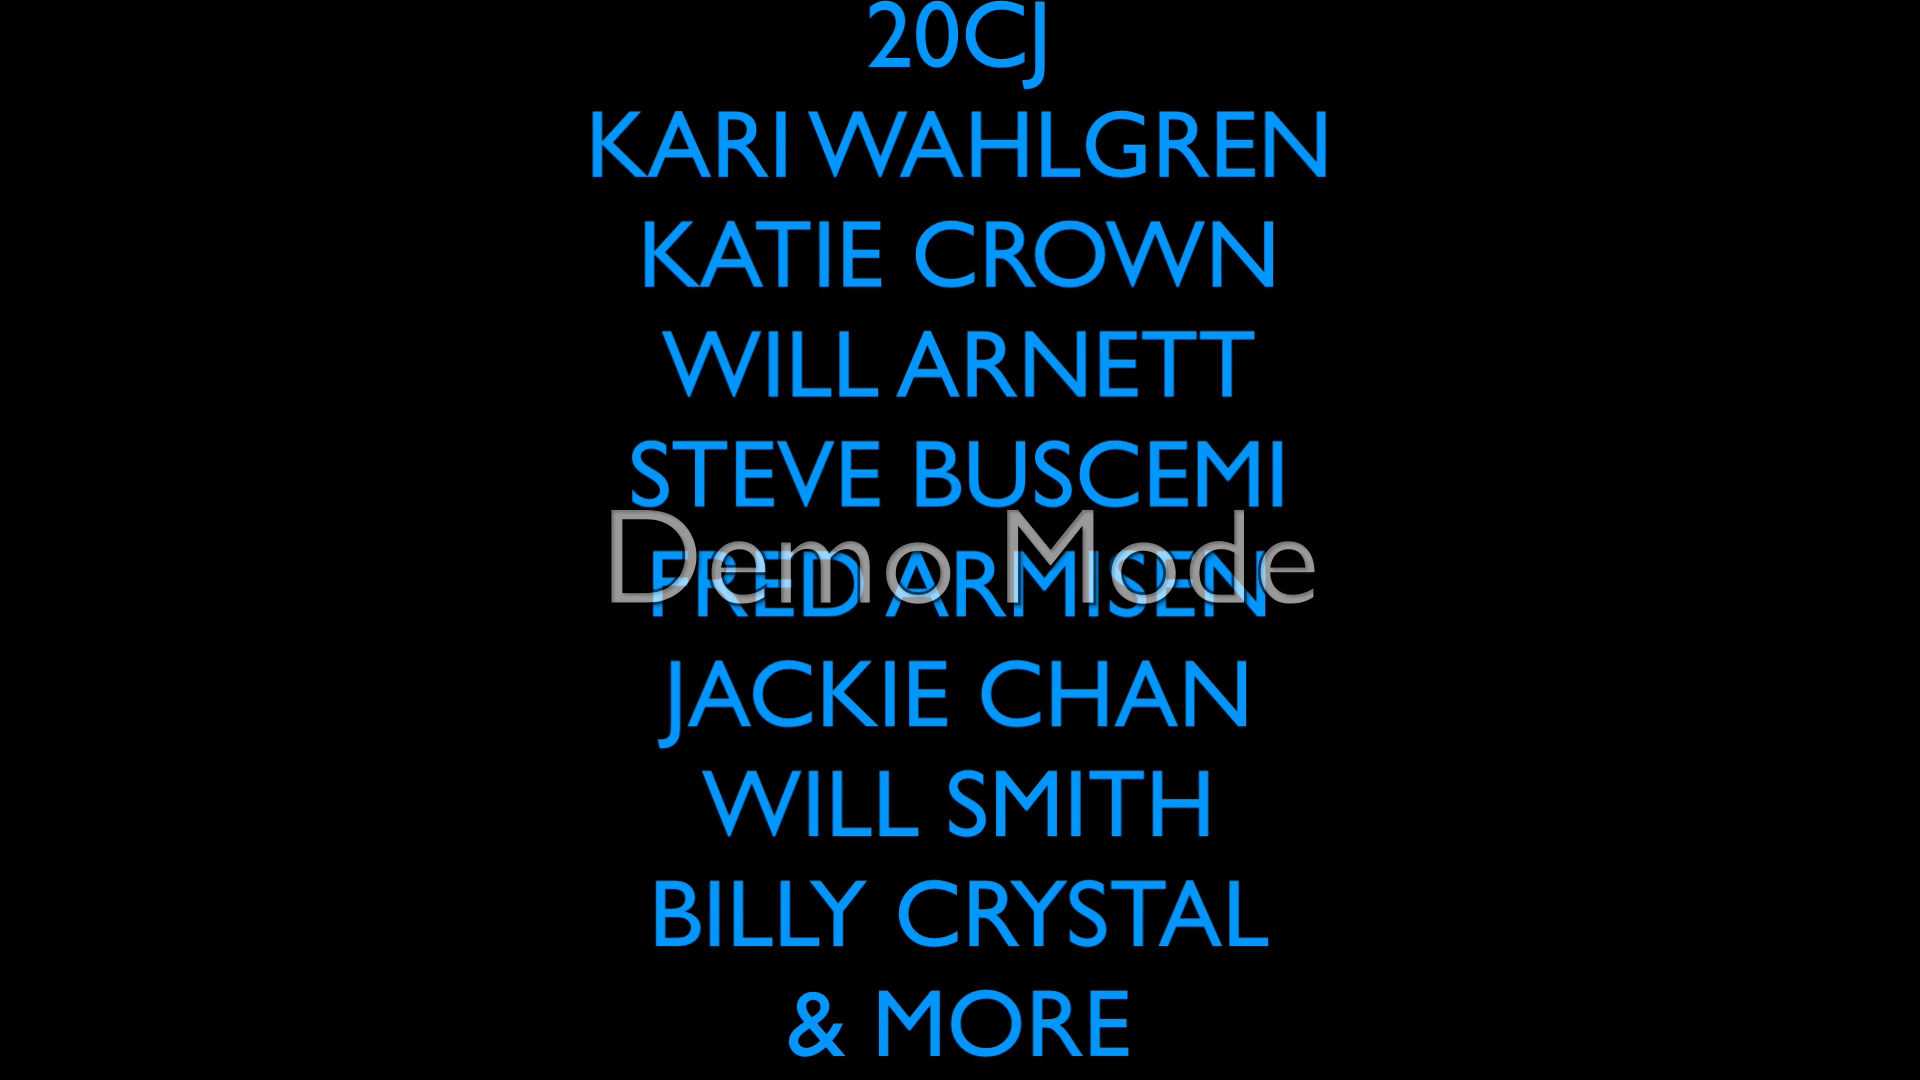 20CJ
KARI WAHLGREN
KATIE CROWN
WILL ARNETT
STEVE BUSCEMI
Demo Mode
FRED ARMISEN
JACKIE CHAN
WILL SMITH
BILLY CRYSTAL
& MORE